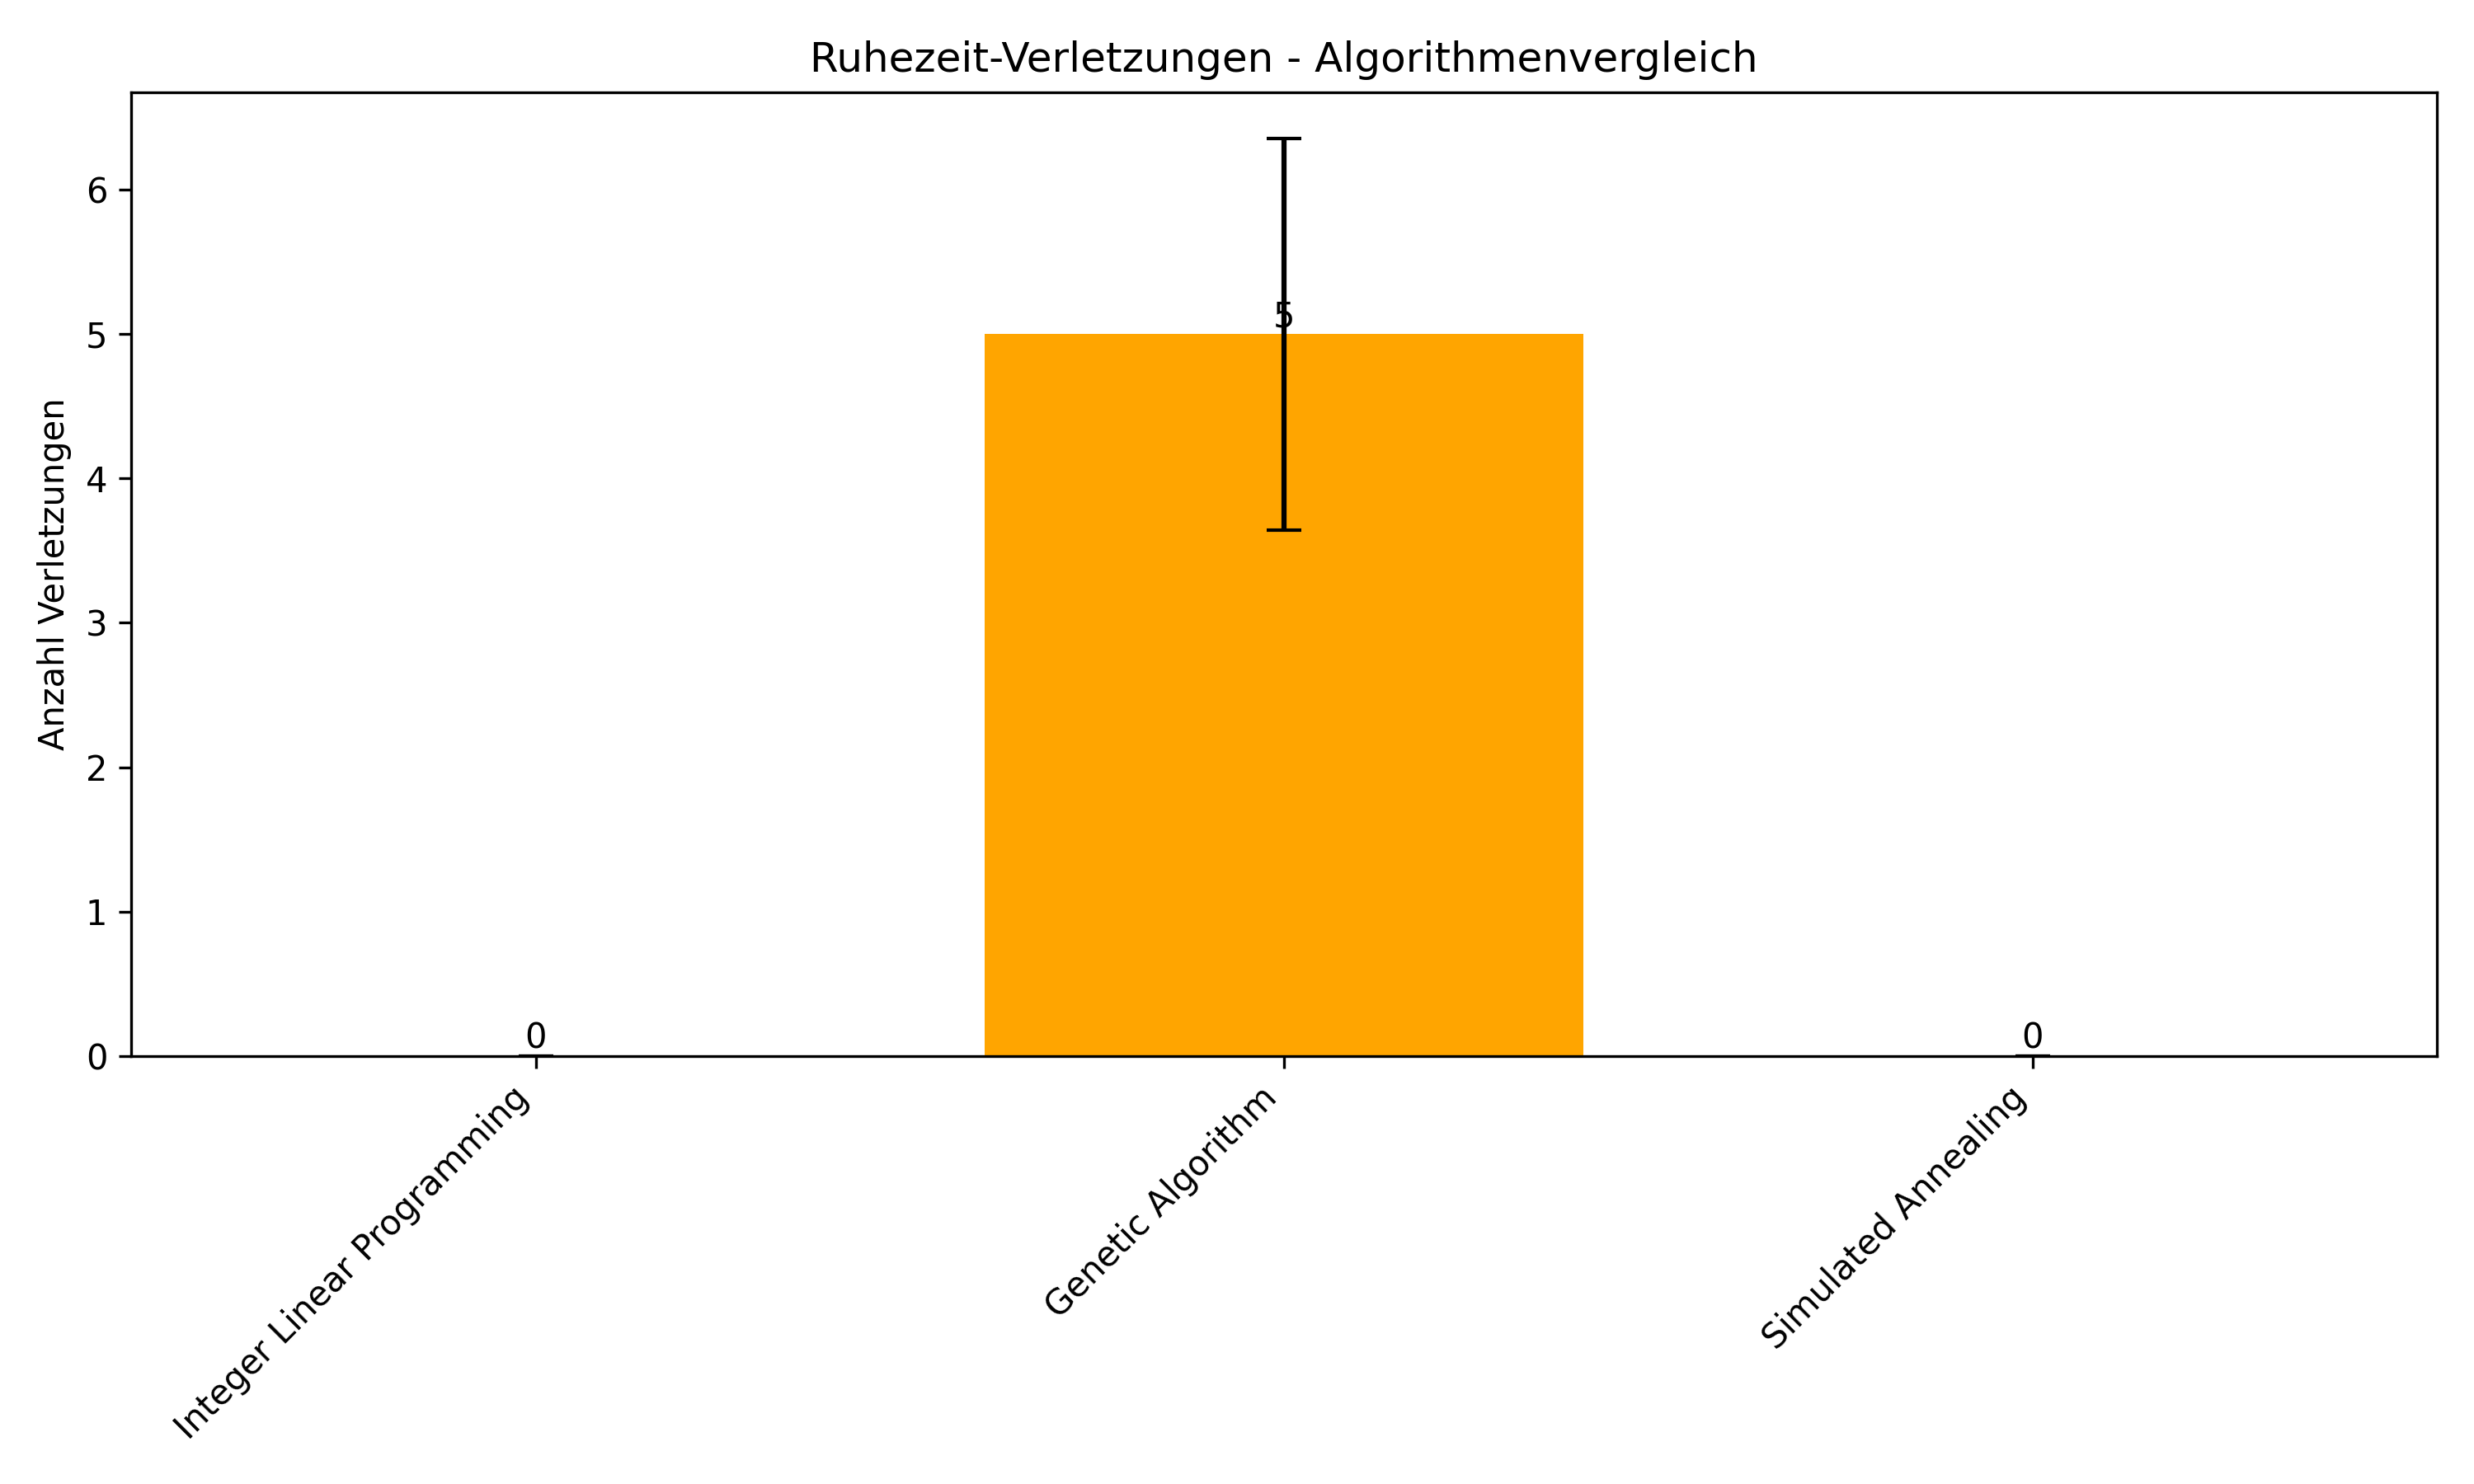 Ruhezeit-Verletzungen - Algorithmenvergleich
Anzahl Verletzungen
6
5
4
3
2
1
0
0
5
0
Integer Linear Programming
Genetic Algorithm
Simulated Annealing